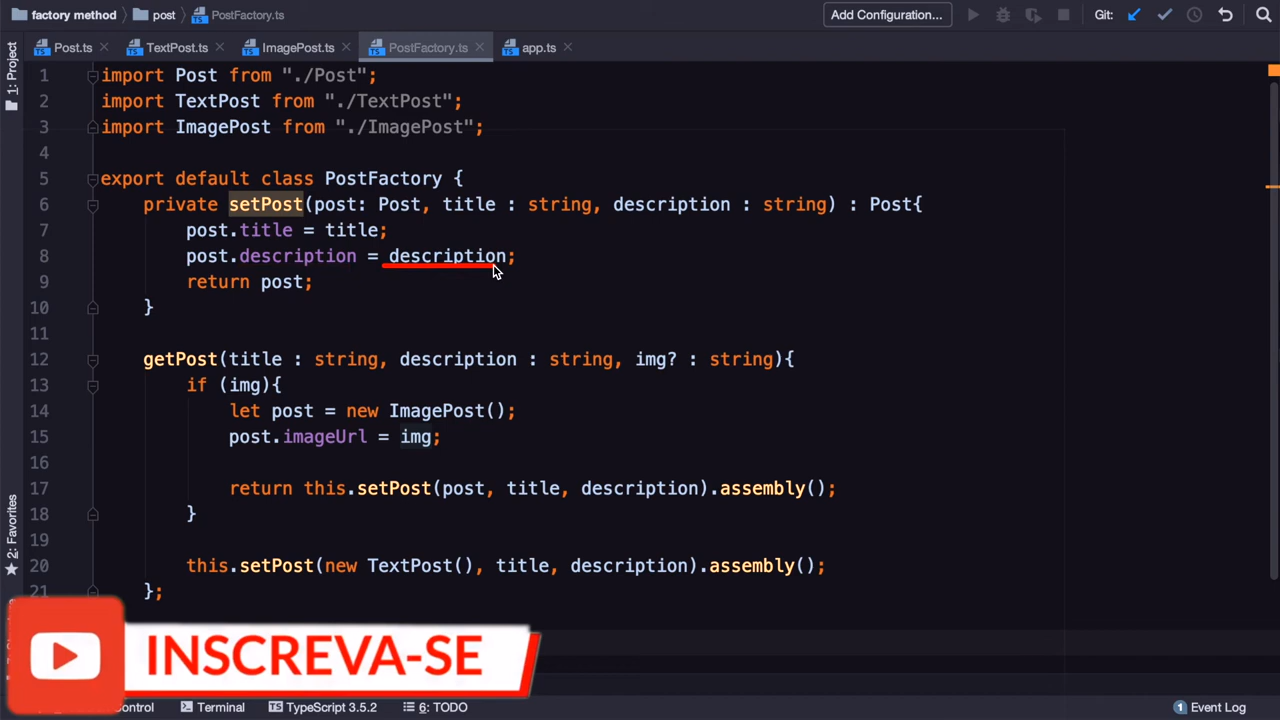 factory method post PostFactory.ts Add Configuration... Git:
Post.ts TextPost.ts ImagePost.ts PostFactory.ts app.ts
1: Project
1 import Post from "./Post";
2 import TextPost from "./TextPost";
3 import ImagePost from "./ImagePost";
4
5 export default class PostFactory {
6 private setPost(post: Post, title : string, description : string) : Post{
7 post.title = title;
8 post.description = description;
9 return post;
10 }
11
12 getPost(title : string, description : string, img? : string){
13 if (img){
14 let post = new ImagePost();
15 post.imageUrl = img;
16
17 return this.setPost(post, title, description).assembly();
18 }
19
20 this.setPost(new TextPost(), title, description).assembly();
21 };
2: Favorites
INSCREVA-SE
Terminal TypeScript 3.5.2 6: TODO 1 Event Log